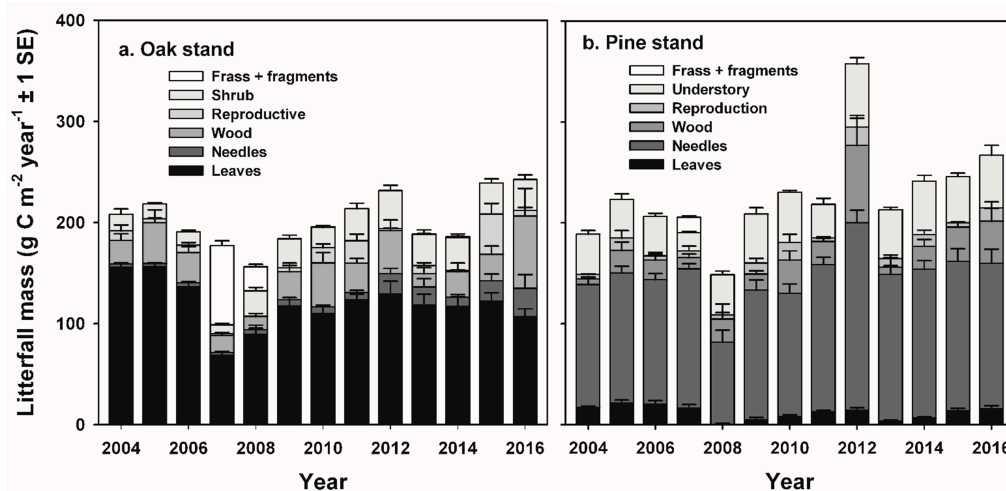 Litterfall mass (g C m⁻² year⁻¹ ± 1 SE)
400
300
200
100
0
a. Oak stand
Frass + fragments
Shrub
Reproductive
Wood
Needles
Leaves
2004 2006 2008 2010 2012 2014 2016
Year
b. Pine stand
Frass + fragments
Understory
Reproduction
Wood
Needles
Leaves
2004 2006 2008 2010 2012 2014 2016
Year